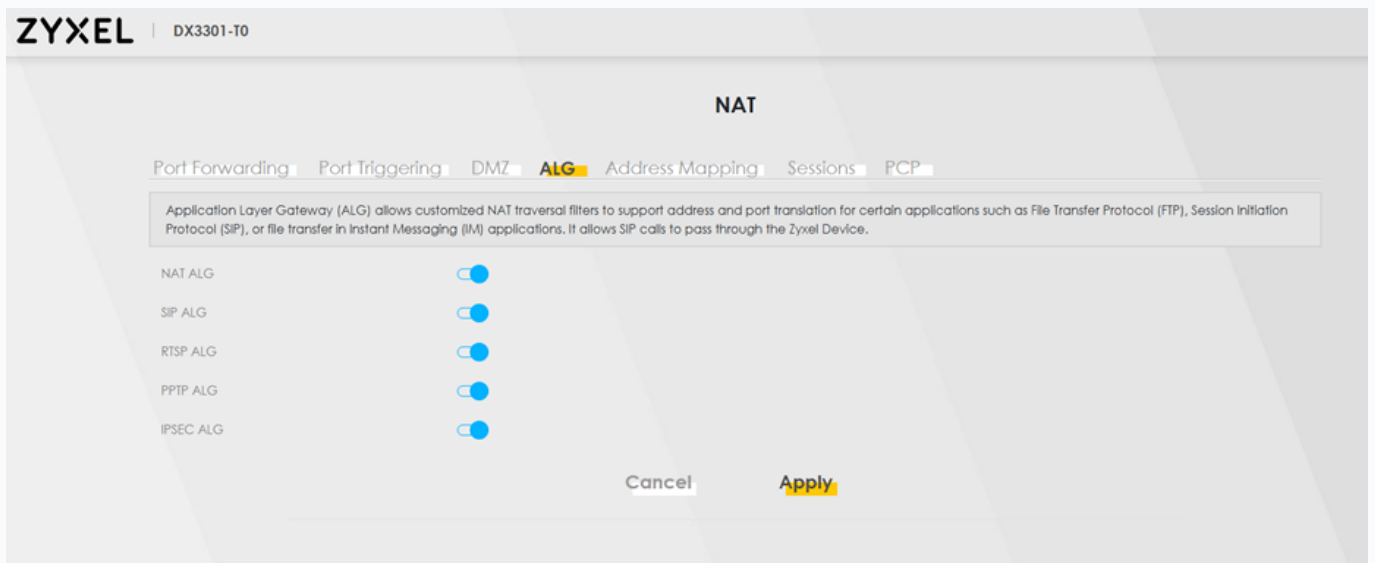 ZYXEL DX3301-T0
NAT
Port Forwarding Port Triggering DMZ ALG Address Mapping Sessions PCP
Application Layer Gateway (ALG) allows customized NAT traversal filters to support address and port translation for certain applications such as File Transfer Protocol (FTP), Session Initiation
Protocol (SIP), or file transfer in Instant Messaging (IM) applications. It allows SIP calls to pass through the Zyxel Device.
NAT ALG
SIP ALG
RTSP ALG
PPTP ALG
IPSEC ALG
Cancel Apply